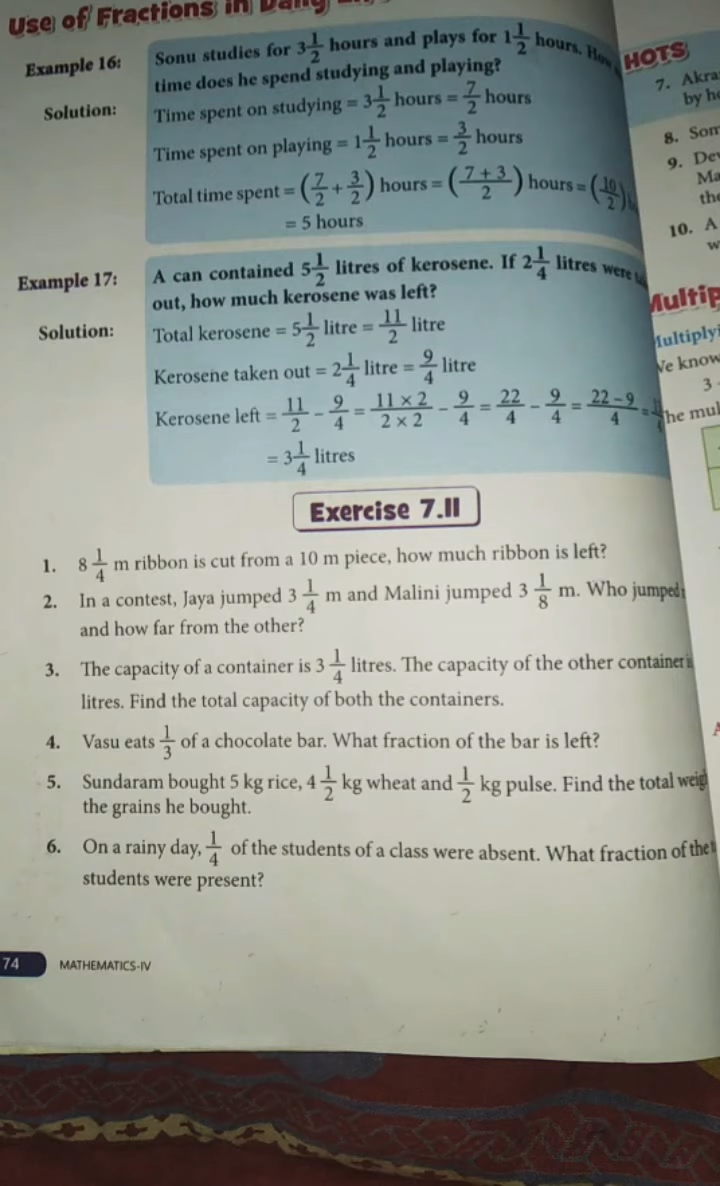 Use of Fractions in Daily
Example 16: Sonu studies for 3 1/2 hours and plays for 1 1/2 hours. How
time does he spend studying and playing?
Solution: Time spent on studying = 3 1/2 hours = 7/2 hours
Time spent on playing = 1 1/2 hours = 3/2 hours
Total time spent = (7/2 + 3/2) hours = (7 + 3/2) hours = (10/2)
= 5 hours
Example 17: A can contained 5 1/2 litres of kerosene. If 2 1/4 litres were
out, how much kerosene was left?
Solution: Total kerosene = 5 1/2 litre = 11/2 litre
Kerosene taken out = 2 1/4 litre = 9/4 litre
Kerosene left = 11/2 - 9/4 = 11 × 2/2 × 2 - 9/4 = 22/4 - 9/4 = 22 - 9/4 =
= 3 1/4 litres
Exercise 7.11
1. 8 1/4 m ribbon is cut from a 10 m piece, how much ribbon is left?
2. In a contest, Jaya jumped 3 1/4 m and Malini jumped 3 1/8 m. Who jumped
and how far from the other?
3. The capacity of a container is 3 1/4 litres. The capacity of the other container
litres. Find the total capacity of both the containers.
4. Vasu eats 1/3 of a chocolate bar. What fraction of the bar is left?
5. Sundaram bought 5 kg rice, 4 1/2 kg wheat and 1/2 kg pulse. Find the total
the grains he bought.
6. On a rainy day, 1/4 of the students of a class were absent. What fraction of the
students were present?
74 MATHEMATICS-IV
HOTS
7. Akra
by
8. Som
9. De
Ma
the
10. A
w
Multip
Multiplyi
We know
3
The mul